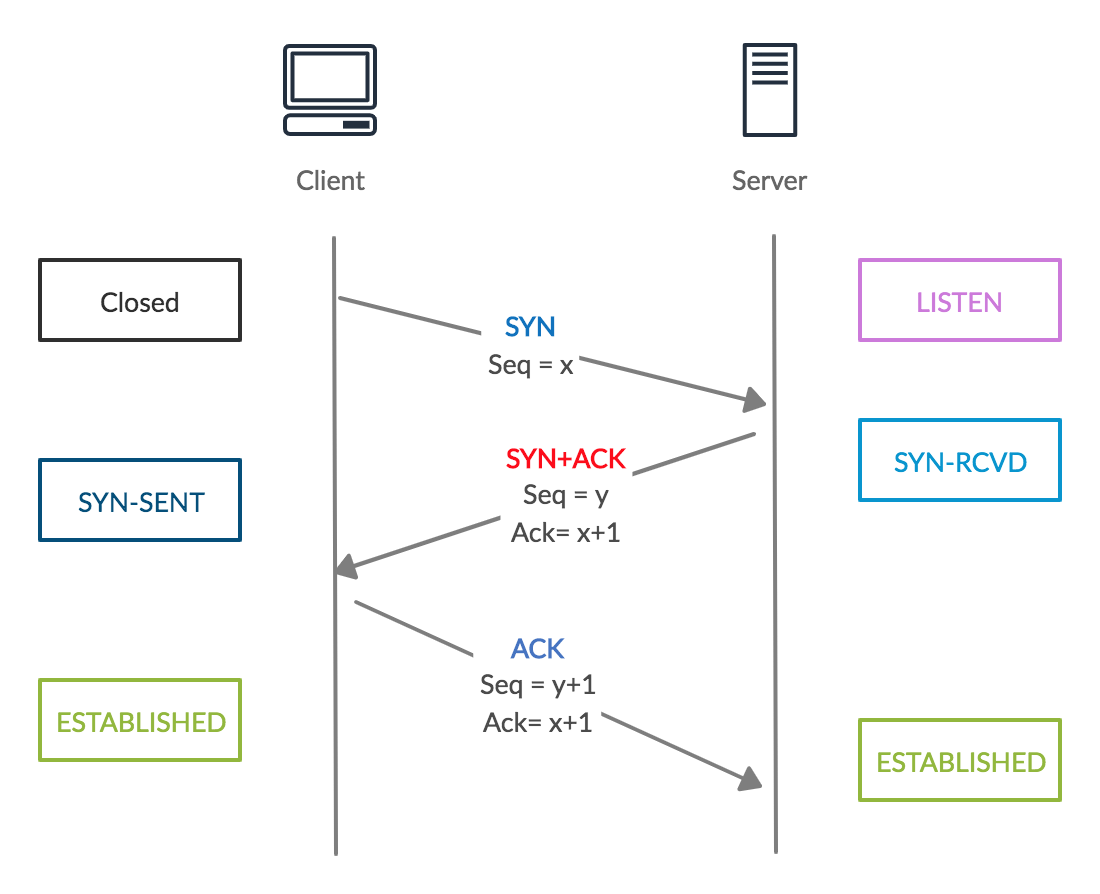 Client
Server
Closed
LISTEN
SYN
Seq = x
SYN+ACK
Seq = y
Ack= x+1
SYN-RCVD
SYN-SENT
ACK
Seq = y+1
Ack= x+1
ESTABLISHED
ESTABLISHED